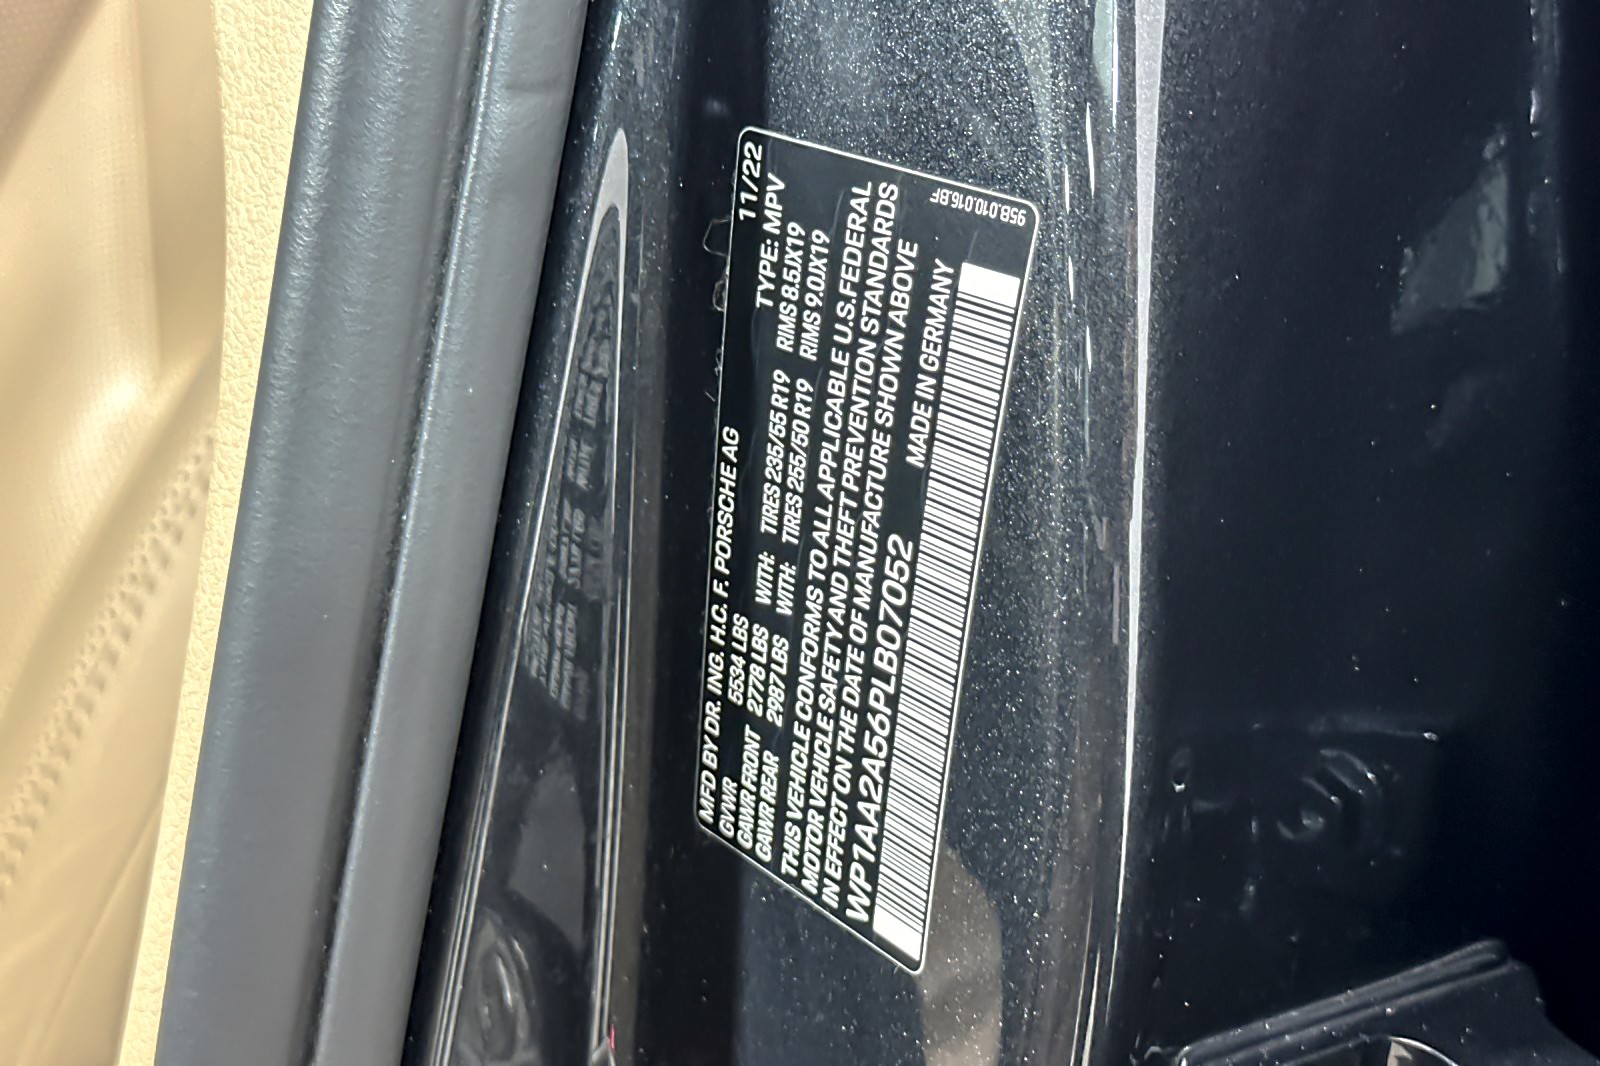 MFD BY DR. ING. H.C. F. PORSCHE AG 11/22
GVWR 5534 LBS TYPE: MPV
GAWR FRONT 2778 LBS WITH: TIRES 235/55 R19 RIMS 8.5JX19
GAWR REAR 2987 LBS WITH: TIRES 255/50 R19 RIMS 9.0JX19
THIS VEHICLE CONFORMS TO ALL APPLICABLE U.S. FEDERAL
MOTOR VEHICLE SAFETY AND THEFT PREVENTION STANDARDS
IN EFFECT ON THE DATE OF MANUFACTURE SHOWN ABOVE
WP1AA2A56PLB07052 MADE IN GERMANY
95B.010.016.BF